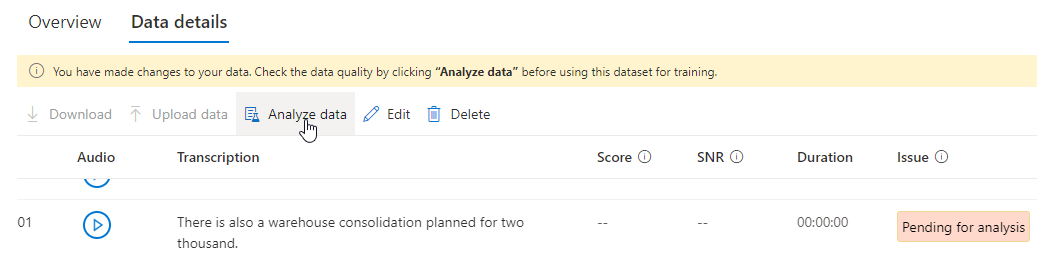 Overview Data details
You have made changes to your data. Check the data quality by clicking “Analyze data” before using this dataset for training.
Download Upload data Analyze data Edit Delete
Audio Transcription Score SNR Duration Issue
01 There is also a warehouse consolidation planned for two -- -- 00:00:00 Pending for analysis
thousand.